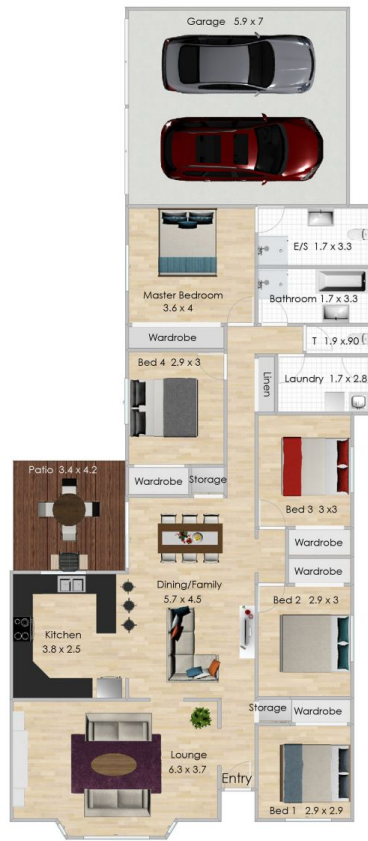 Garage 5.9 x 7
E/S 1.7 x 3.3
Master Bedroom
3.6 x 4
Bathroom 1.7 x 3.3
Wardrobe
T 1.9 x.90
Bed 4 2.9 x 3
Linen
Laundry 1.7 x 2.8
Patio 3.4 x 4.2
Wardrobe
Storage
Bed 3 3 x3
Wardrobe
Wardrobe
Dining/Family
5.7 x 4.5
Bed 2 2.9 x 3
Kitchen
3.8 x 2.5
Storage
Wardrobe
Lounge
6.3 x 3.7
Entry
Bed 1 2.9 x 2.9